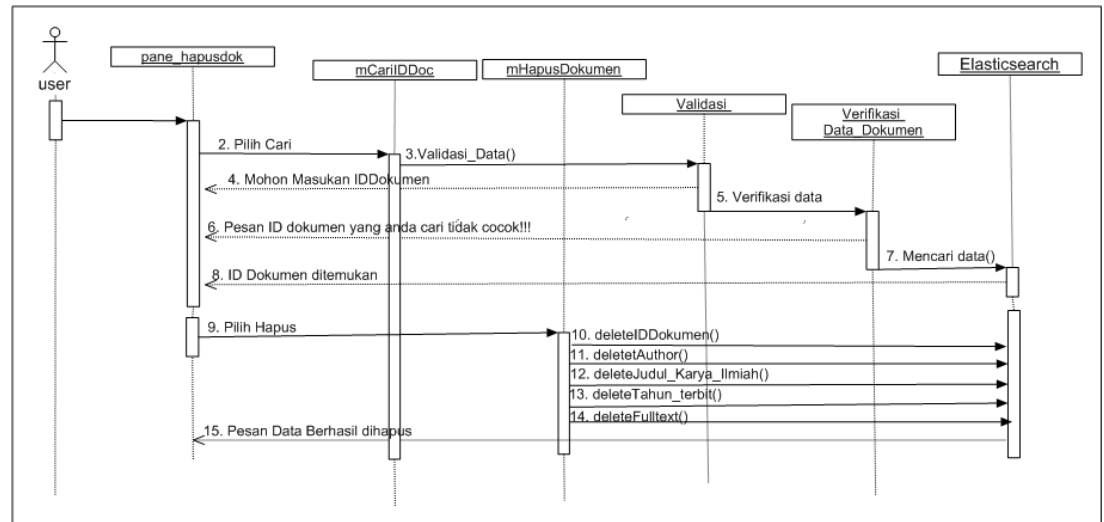 user
pane_hapusdok
mCariIDDoc
mHapusDokumen
Elasticsearch
Validasi
Verifikasi
Data_Dokumen
2. Pilih Cari
3.Validasi_Data()
4. Mohon Masukan IDDokumen
5. Verifikasi data
6. Pesan ID dokumen yang anda cari tidak cocok!!!
7. Mencari data()
8. ID Dokumen ditemukan
9. Pilih Hapus
10. deleteIDDokumen()
11. deletetAuthor()
12. deleteJudul_Karya_Ilmiah()
13. deleteTahun_terbit()
14. deleteFulltext()
15. Pesan Data Berhasil dihapus